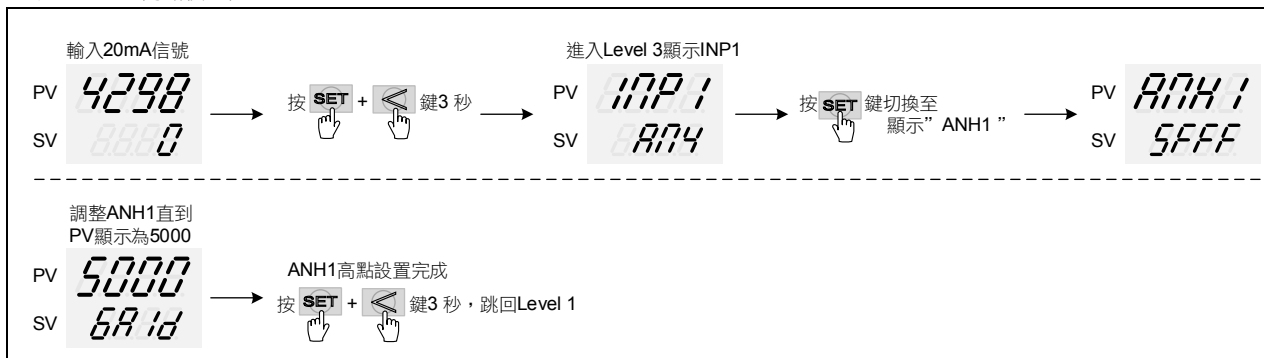 輸入20mA信號
PV 4298
SV 0
按 SET + < 鍵3 秒
進入Level 3顯示INP1
PV INP1
SV AN4
按 SET 鍵切換至
顯示”ANH1”
PV ANH1
SV 5FFF
調整ANH1直到
PV顯示為5000
PV 5000
SV 6A1d
ANH1高點設置完成
按 SET + < 鍵3 秒,跳回Level 1